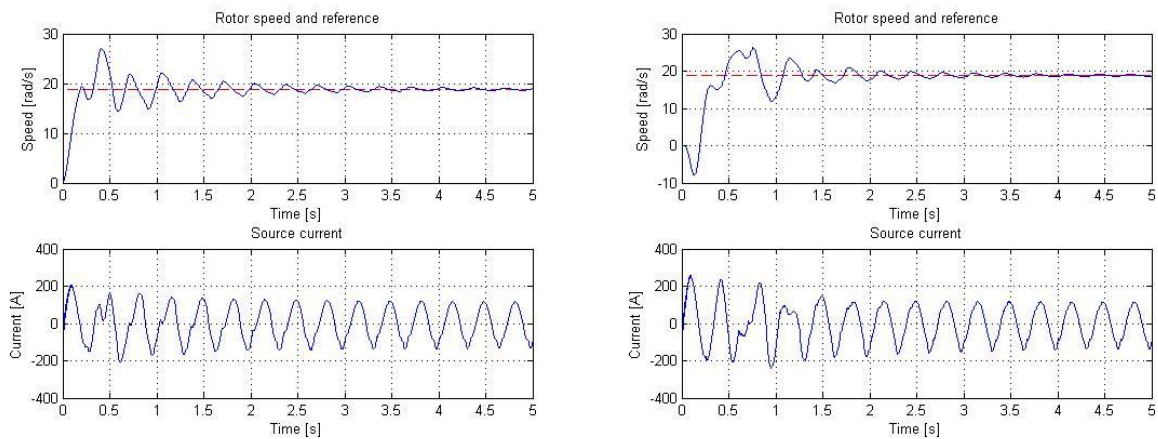 Rotor speed and reference
30
20
10
0
Speed [rad/s]
0 0.5 1 1.5 2 2.5 3 3.5 4 4.5 5
Time [s]
Source current
400
200
0
-200
-400
Current [A]
0 0.5 1 1.5 2 2.5 3 3.5 4 4.5 5
Time [s]
Rotor speed and reference
30
20
10
0
-10
Speed [rad/s]
0 0.5 1 1.5 2 2.5 3 3.5 4 4.5 5
Time [s]
Source current
400
200
0
-200
-400
Current [A]
0 0.5 1 1.5 2 2.5 3 3.5 4 4.5 5
Time [s]